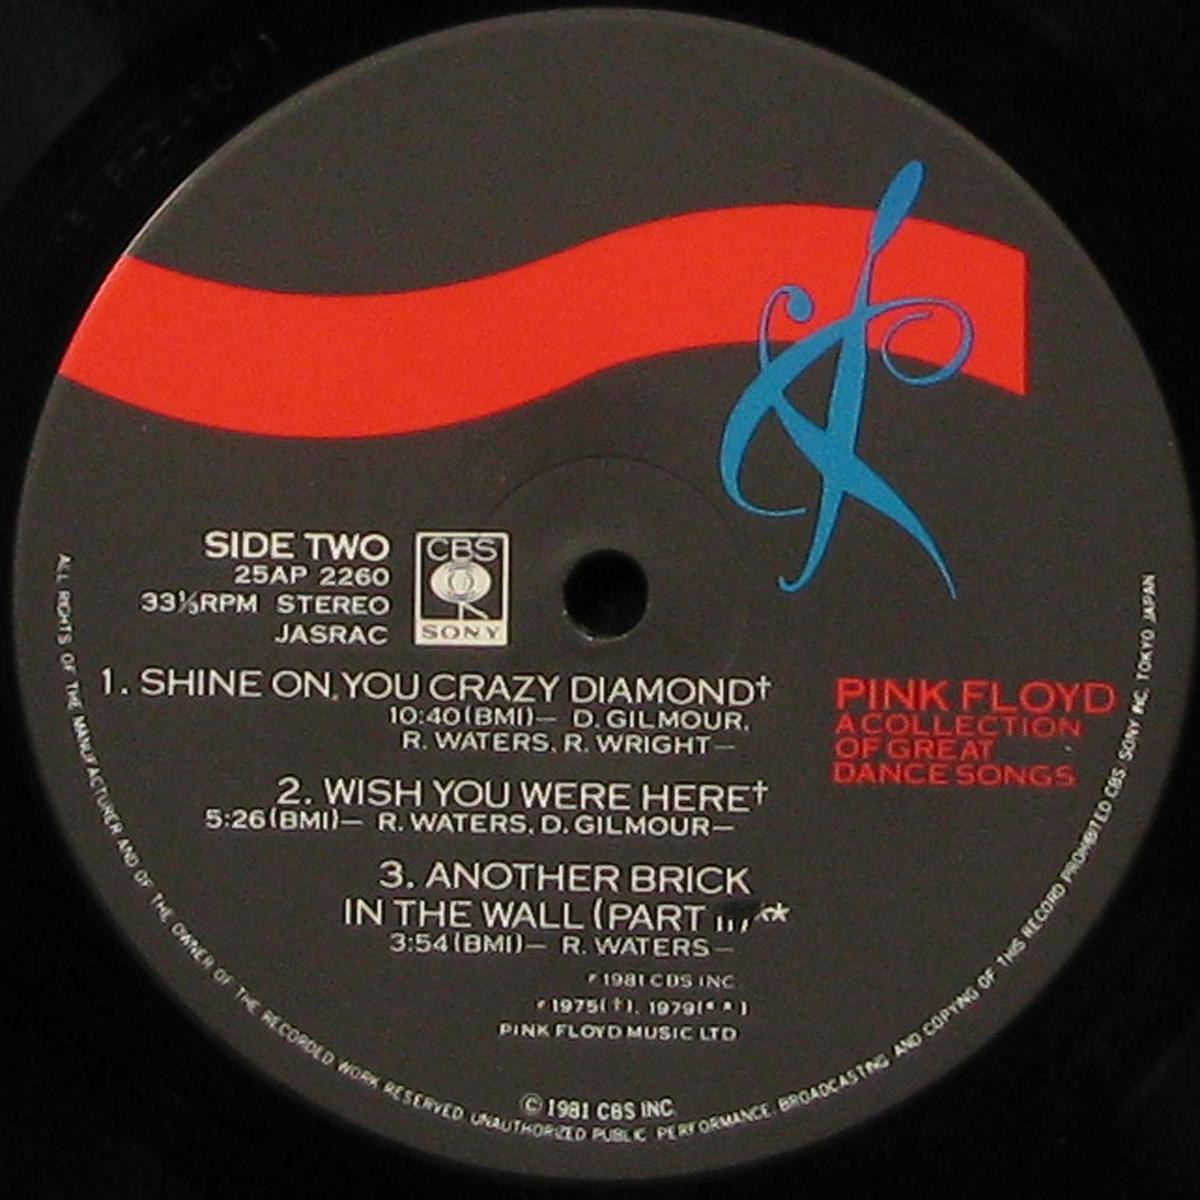 SIDE TWO
25AP 2260
33⅓RPM STEREO
JASRAC
CBS
SONY
1. SHINE ON, YOU CRAZY DIAMOND†
10:40(BMI)— D. GILMOUR,
R. WATERS, R. WRIGHT—
2. WISH YOU WERE HERE†
5:26(BMI)— R. WATERS, D. GILMOUR—
3. ANOTHER BRICK
IN THE WALL (PART
3:54(BMI)— R. WATERS—
℗ 1981 CBS INC.
℗ 1975(†), 1979(**)
PINK FLOYD MUSIC LTD
© 1981 CBS INC.
PINK FLOYD
A COLLECTION
OF GREAT
DANCE SONGS
ALL RIGHTS OF THE MANUFACTURER AND OF THE OWNER OF THE RECORDED WORK RESERVED. UNAUTHORIZED PUBLIC PERFORMANCE, BROADCASTING AND COPYING OF THIS RECORD PROHIBITED CBS SONY INC. TOKYO JAPAN